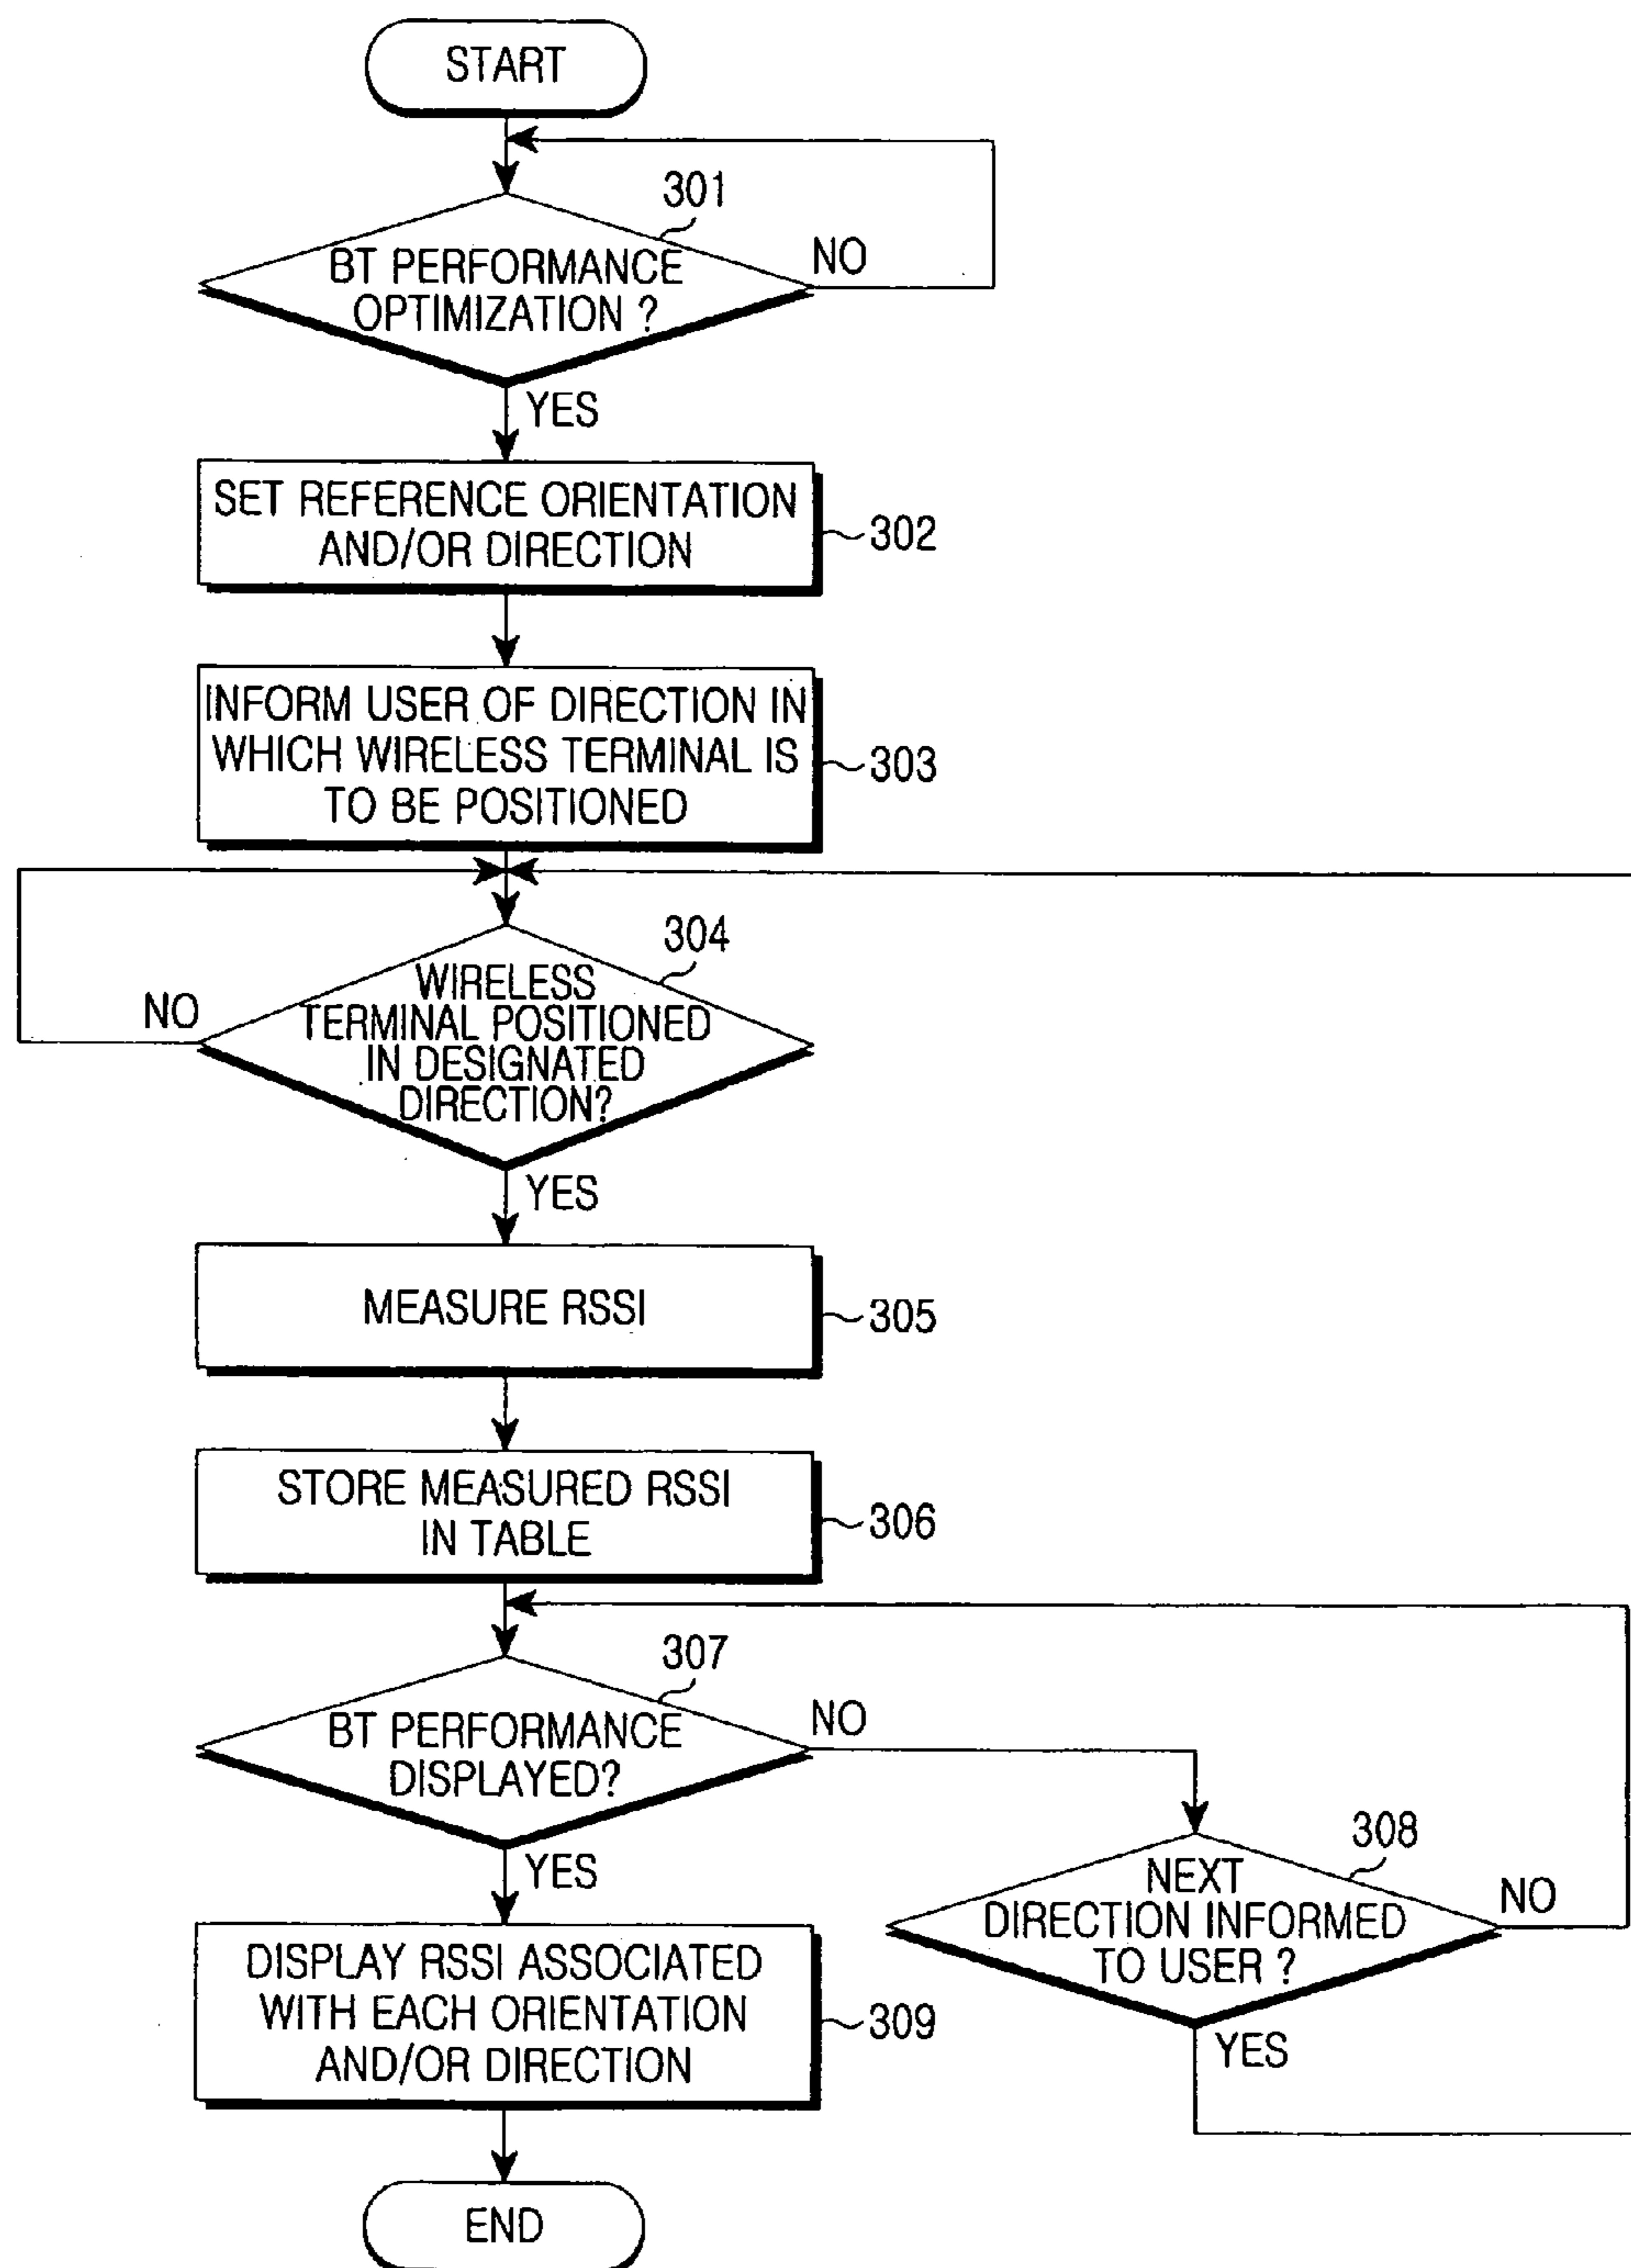 START
301
BT PERFORMANCE
OPTIMIZATION ?
NO
YES
SET REFERENCE ORIENTATION
AND/OR DIRECTION
302
INFORM USER OF DIRECTION IN
WHICH WIRELESS TERMINAL IS
TO BE POSITIONED
303
304
WIRELESS
TERMINAL POSITIONED
IN DESIGNATED
DIRECTION?
NO
YES
MEASURE RSSI
305
STORE MEASURED RSSI
IN TABLE
306
307
BT PERFORMANCE
DISPLAYED?
NO
YES
308
NEXT
DIRECTION INFORMED
TO USER ?
NO
YES
DISPLAY RSSI ASSOCIATED
WITH EACH ORIENTATION
AND/OR DIRECTION
309
END